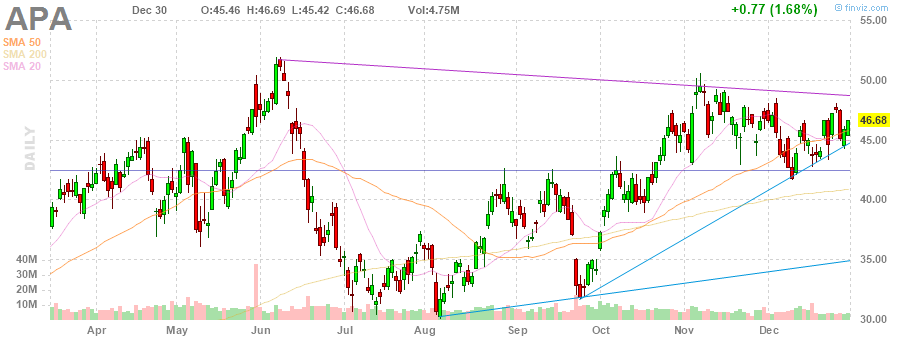 APA
Dec 30 O:45.46 H:46.69 L:45.42 C:46.68 Vol:4.75M +0.77 (1.68%) © finviz.com
SMA 50
SMA 200
SMA 20
DAILY
55.00
50.00
46.68
45.00
40.00
35.00
30.00
40M
30M
20M
10M
Apr May Jun Jul Aug Sep Oct Nov Dec